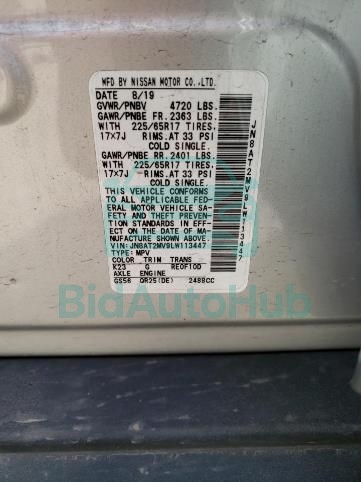 MFD BY NISSAN MOTOR CO.,LTD.
DATE 8/19
GVWR/PNBV 4720 LBS.
GAWR/PNBE FR. 2363 LBS.
WITH 225/65R17 TIRES,
17x7J RIMS.AT 33 PSI
COLD SINGLE.
GAWR/PNBE RR. 2401 LBS.
WITH 225/65R17 TIRES,
17x7J RIMS.AT 33 PSI
COLD SINGLE.
THIS VEHICLE CONFORMS
TO ALL APPLICABLE FED-
ERAL MOTOR VEHICLE SA-
FETY AND THEFT PREVEN-
TION STANDARDS IN EF-
FECT ON THE DATE OF MA-
NUFACTURE SHOWN ABOVE.
VIN: JN8AT2MV9LW113447
TYPE: MPV
COLOR TRIM TRANS
K23 G RE0F10D
AXLE ENGINE
GS56 QR25(DE) 2488CC
JN8AT2MV9LW113447
BidAutoHub